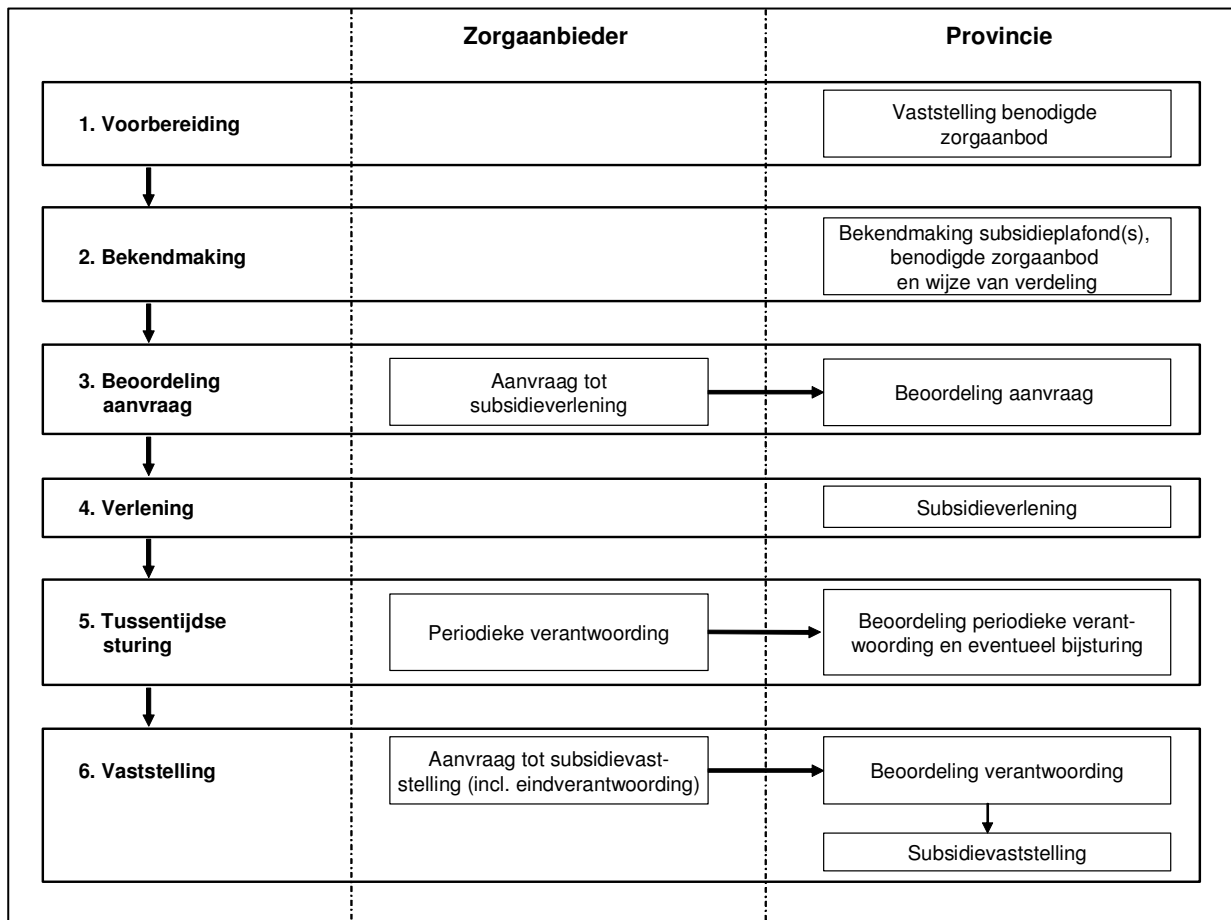 Zorgaanbieder
Provincie
1. Voorbereiding
Vaststelling benodigde
zorgaanbod
2. Bekendmaking
Bekendmaking subsidieplafond(s),
benodigde zorgaanbod
en wijze van verdeling
3. Beoordeling
aanvraag
Aanvraag tot
subsidieverlening
Beoordeling aanvraag
4. Verlening
Subsidieverlening
5. Tussentijdse
sturing
Periodieke verantwoording
Beoordeling periodieke verant-
woording en eventueel bijsturing
6. Vaststelling
Aanvraag tot subsidievast-
stelling (incl. eindverantwoording)
Beoordeling verantwoording
Subsidievaststelling